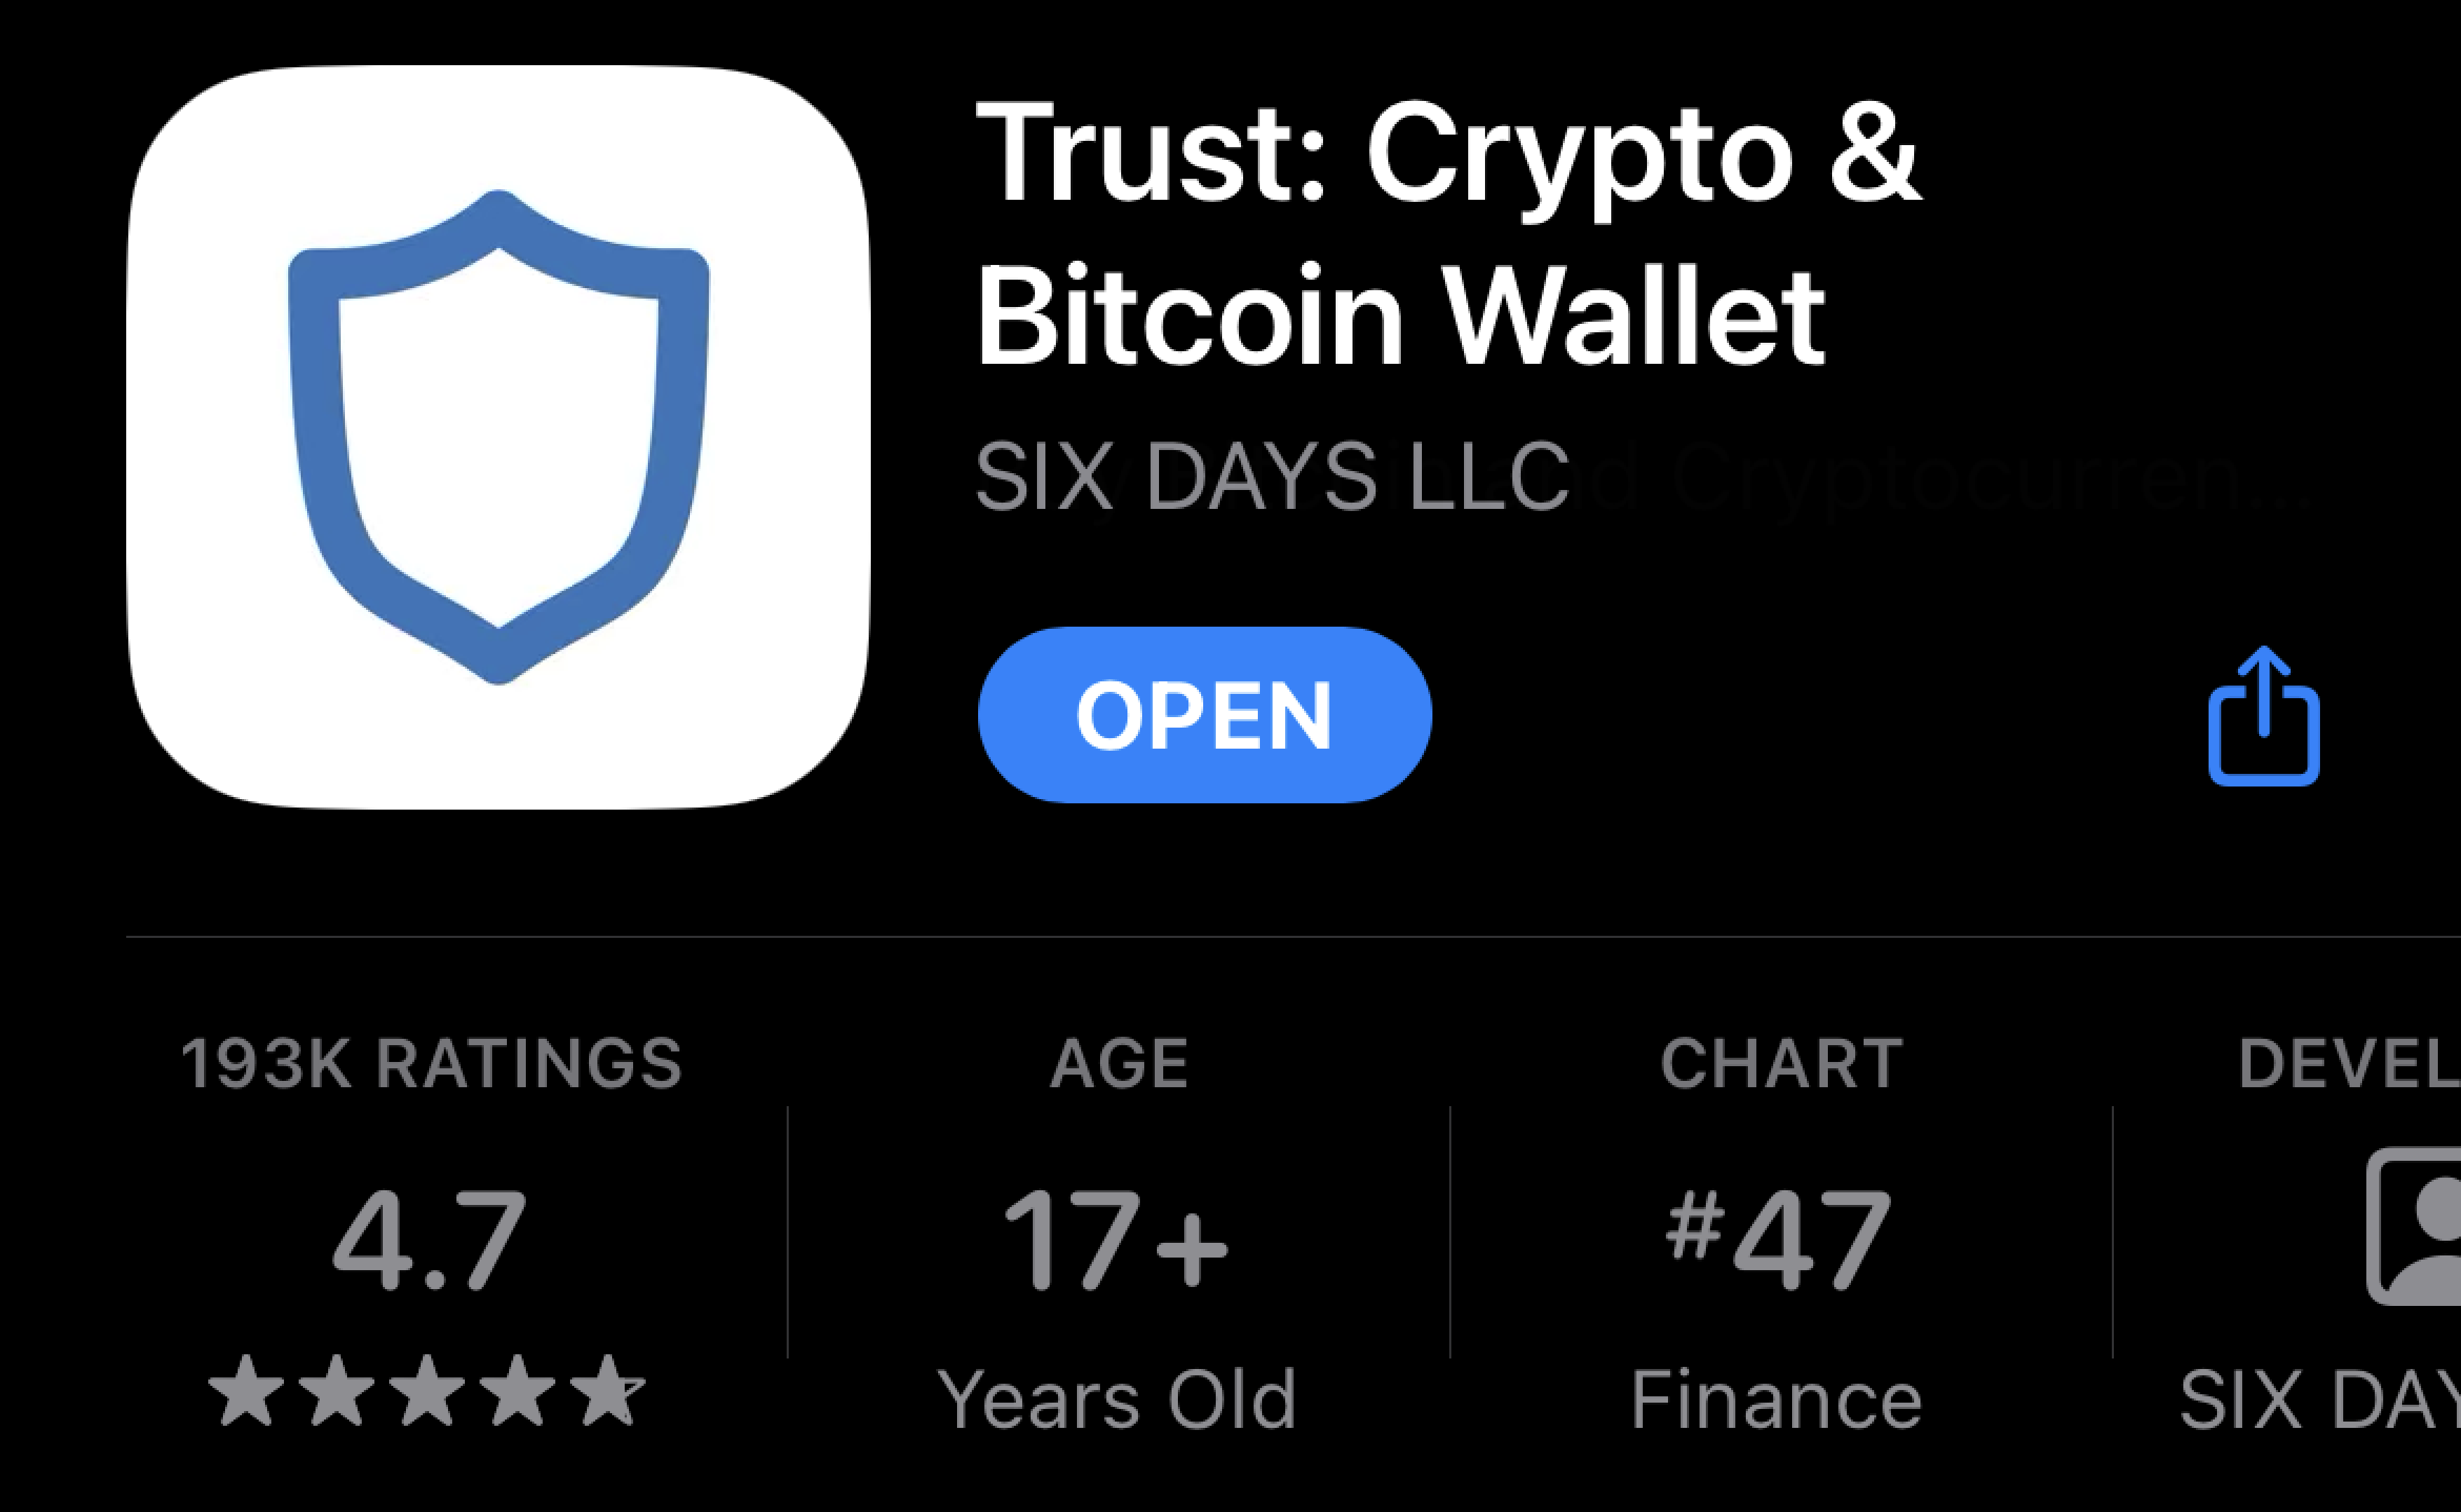 Trust: Crypto &
Bitcoin Wallet
SIX DAYS LLC
OPEN
193K RATINGS
4.7
AGE
17+
Years Old
CHART
#47
Finance
DEVEL
SIX DAY